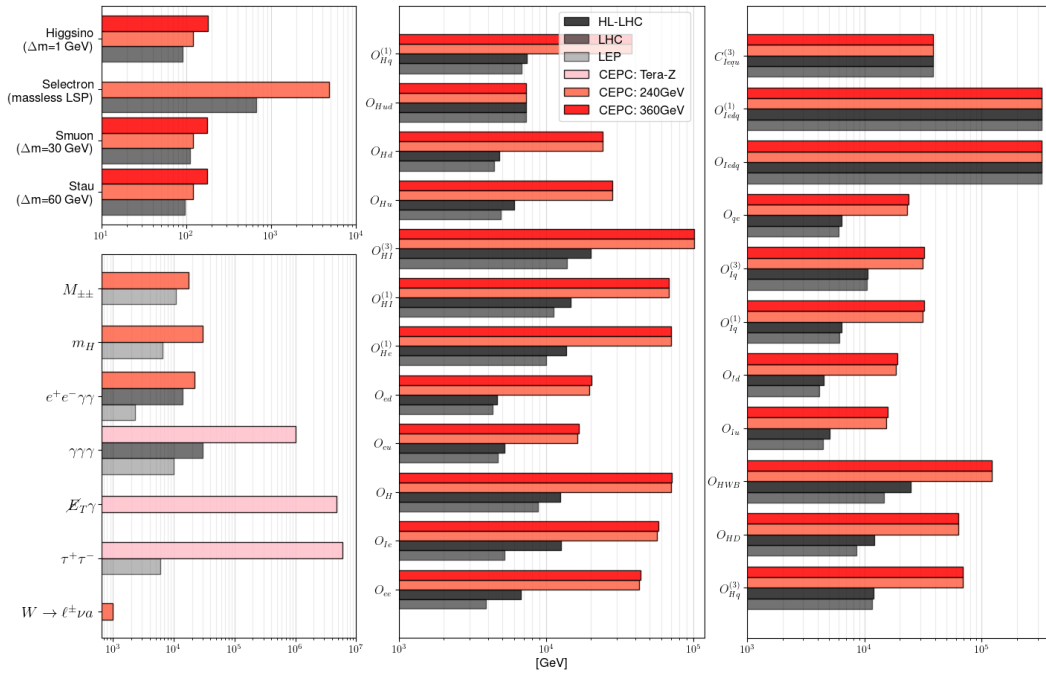 Higgsino
(Δm=1 GeV)
Selectron
(massless LSP)
Smuon
(Δm=30 GeV)
Stau
(Δm=60 GeV)
10¹ 10² 10³ 10⁴
M±±
m_H
e⁺e⁻γγ
γγγ
E̸_Tγ
τ⁺τ⁻
W → ℓ±νa
10³ 10⁴ 10⁵ 10⁶ 10⁷
HL-LHC
LHC
LEP
CEPC: Tera-Z
CEPC: 240GeV
CEPC: 360GeV
O_Hq^(1)
O_Hud
O_Hd
O_Hu
O_Hl^(3)
O_Hl^(1)
O_He^(1)
O_ed
O_eu
O_H
O_le
O_ee
10³ 10⁴ 10⁵
[GeV]
C_lequ^(3)
O_ledq^(1)
O_ledq
O_qe
O_lq^(3)
O_lq^(1)
O_ld
O_lu
O_HWB
O_HD
O_Hq^(3)
10³ 10⁴ 10⁵